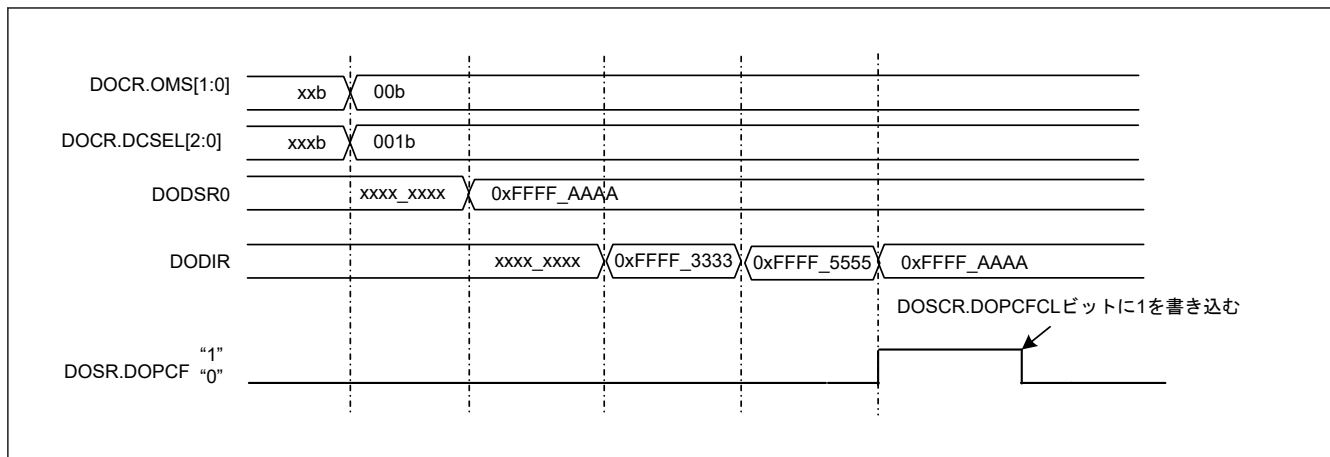 DOCR.OMS[1:0] xxb 00b
DOCR.DCSEL[2:0] xxxb 001b
DODSR0 xxxx_xxxx 0xFFFF_AAAA
DODIR xxxx_xxxx 0xFFFF_3333 0xFFFF_5555 0xFFFF_AAAA
DOSCR.DOPCFCLビットに1を書き込む
“1”
DOSR.DOPCF “0”